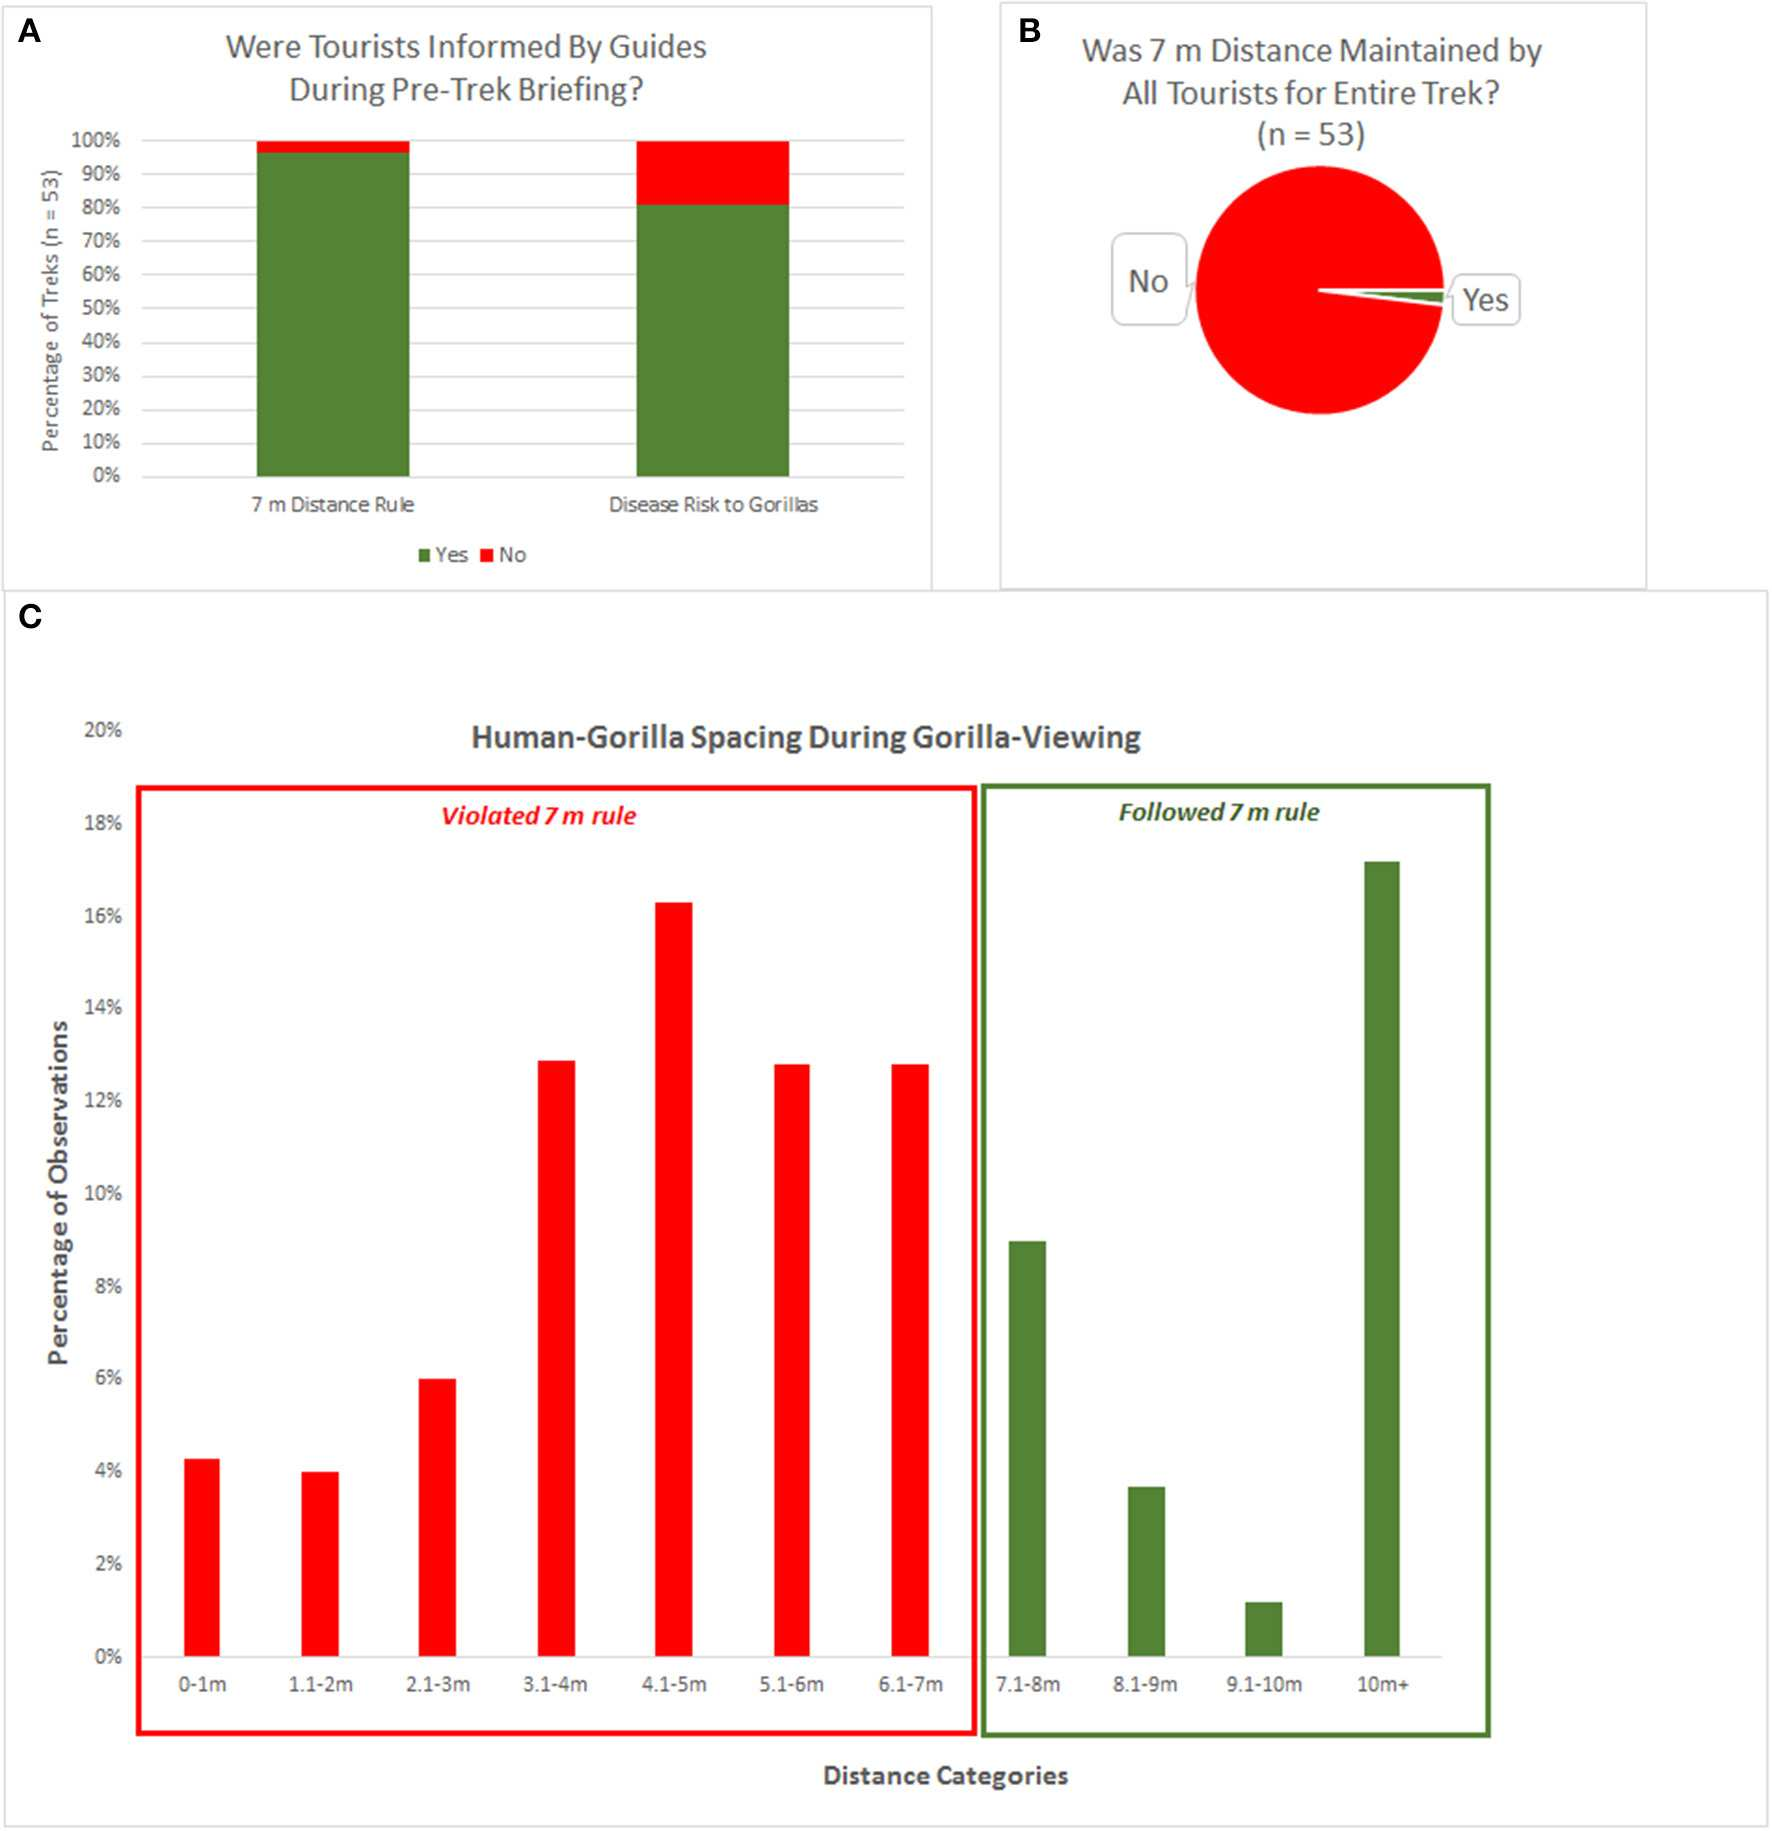 A
Were Tourists Informed By Guides
During Pre-Trek Briefing?
Percentage of Treks (n = 53)
100%
90%
80%
70%
60%
50%
40%
30%
20%
10%
0%
7 m Distance Rule
Disease Risk to Gorillas
Yes No
B
Was 7 m Distance Maintained by
All Tourists for Entire Trek?
(n = 53)
No
Yes
C
Human-Gorilla Spacing During Gorilla-Viewing
Violated 7 m rule
Followed 7 m rule
Percentage of Observations
20%
18%
16%
14%
12%
10%
8%
6%
4%
2%
0%
0-1m
1.1-2m
2.1-3m
3.1-4m
4.1-5m
5.1-6m
6.1-7m
7.1-8m
8.1-9m
9.1-10m
10m+
Distance Categories